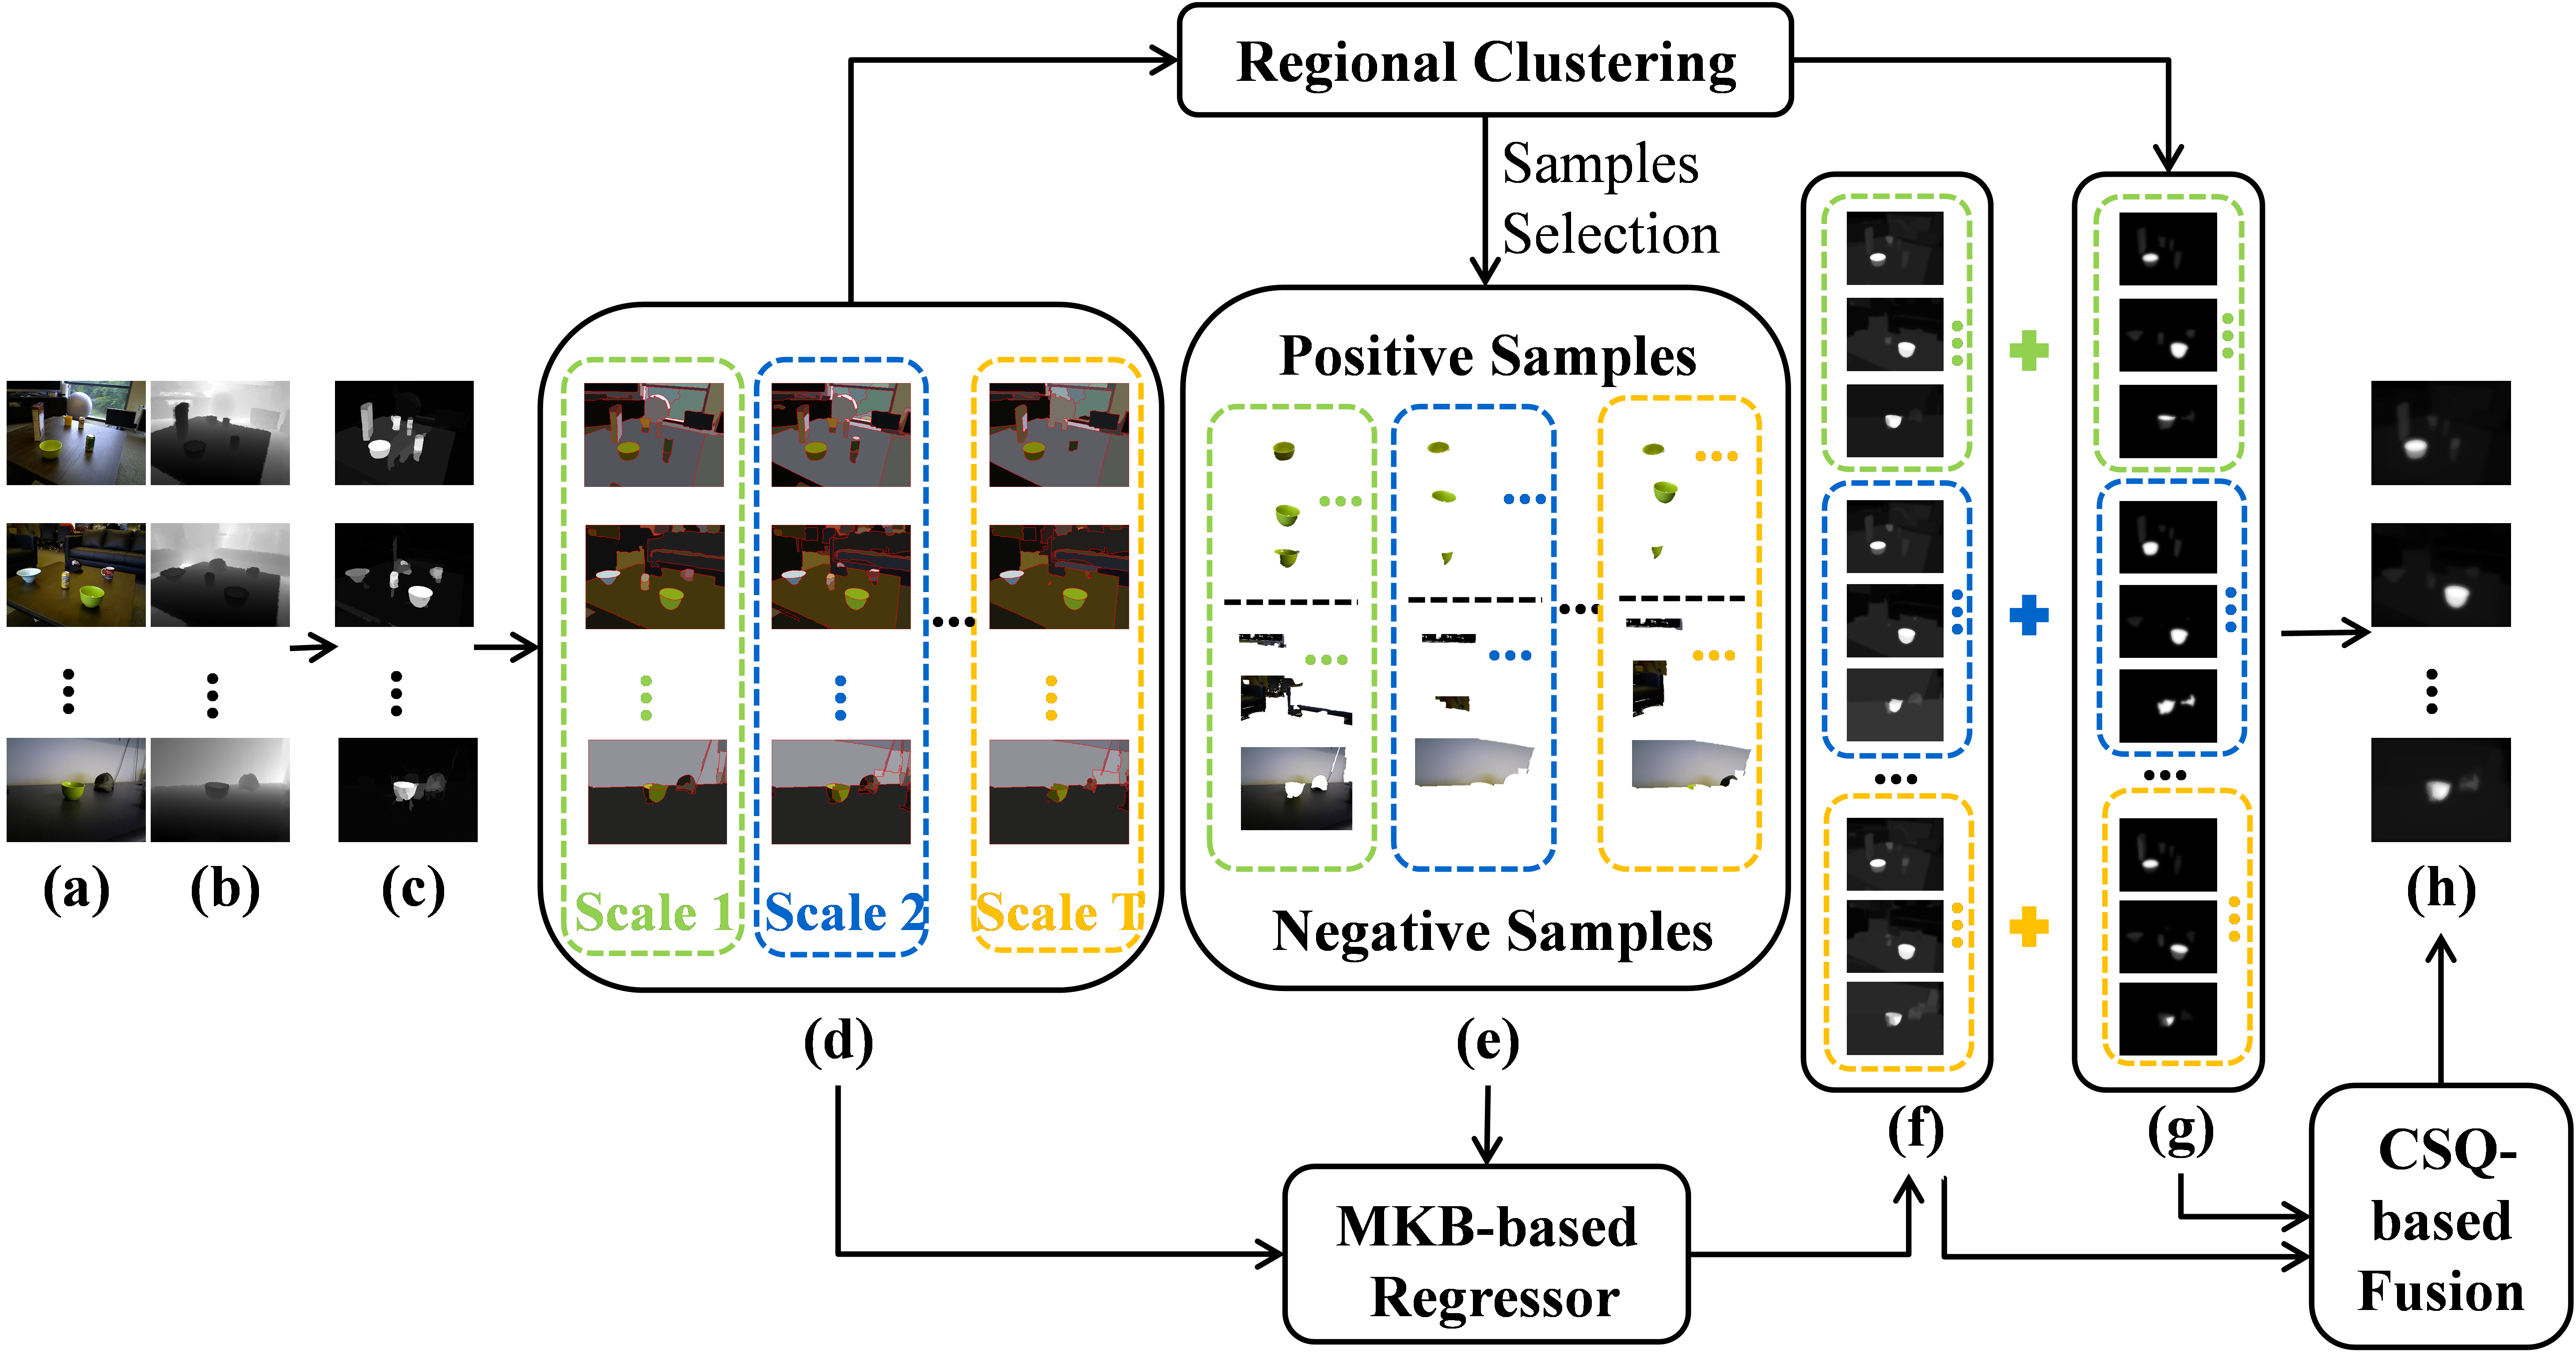 Regional Clustering
Samples
Selection
Positive Samples
Negative Samples
Scale 1
Scale 2
Scale T
(a)
(b)
(c)
(d)
(e)
(f)
(g)
(h)
MKB-based
Regressor
CSQ-
based
Fusion